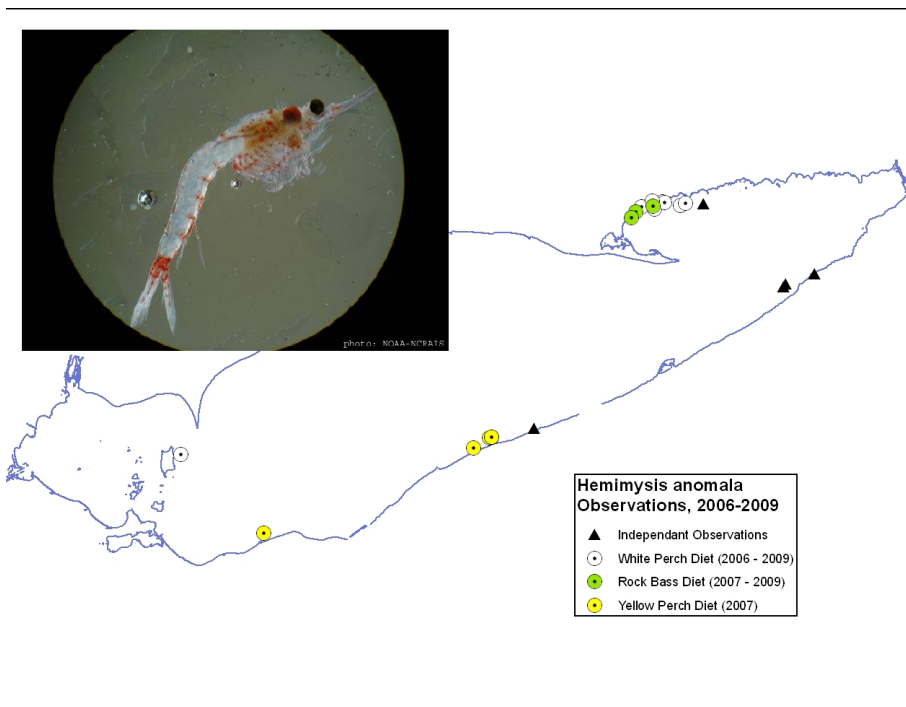 photo: NOAA-NCRAIS
Hemimysis anomala
Observations, 2006-2009
Independant Observations
White Perch Diet (2006 - 2009)
Rock Bass Diet (2007 - 2009)
Yellow Perch Diet (2007)